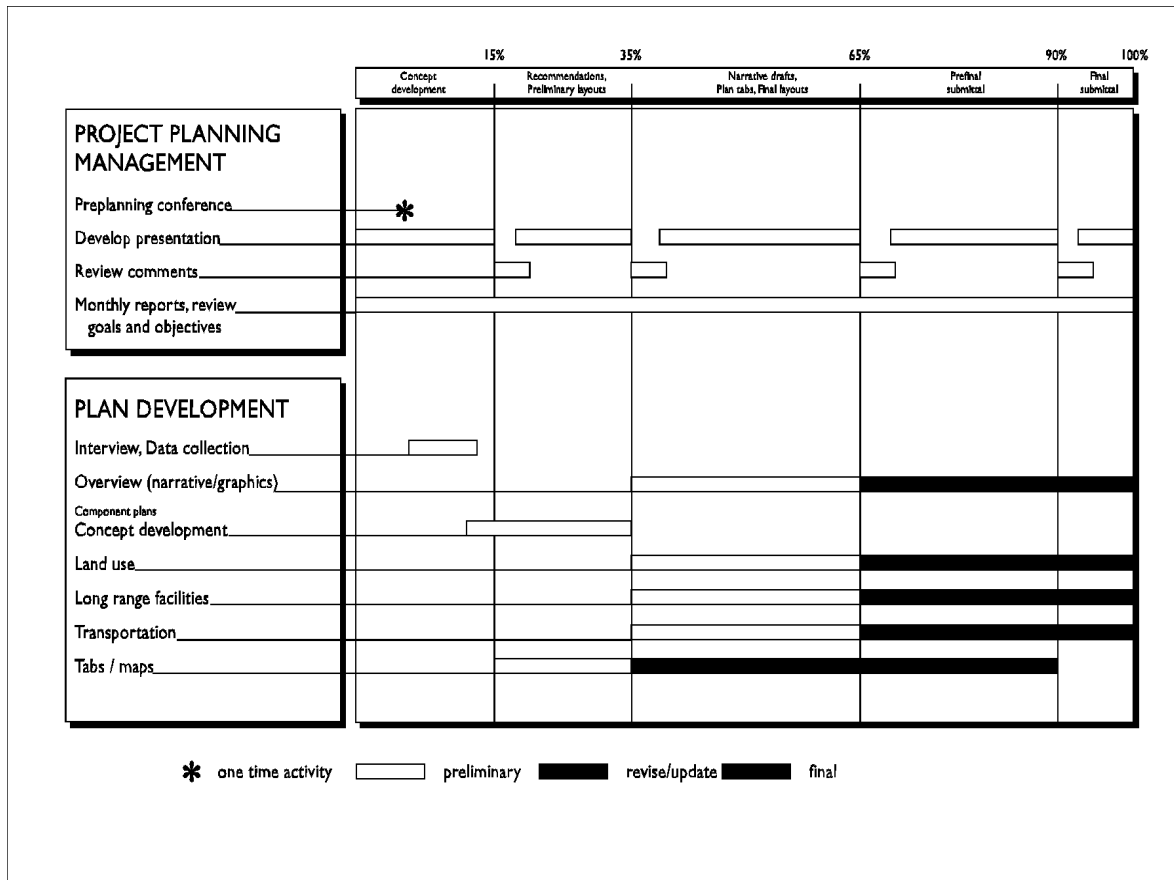 15% 35% 65% 90% 100%
Concept development
Recommendations, Preliminary layouts
Narrative drafts, Plan tabs, Final layouts
Prefinal submittal
Final submittal
PROJECT PLANNING
MANAGEMENT
Preplanning conference
Develop presentation
Review comments
Monthly reports, review
goals and objectives
PLAN DEVELOPMENT
Interview, Data collection
Overview (narrative/graphics)
Component plans
Concept development
Land use
Long range facilities
Transportation
Tabs / maps
* one time activity preliminary revise/update final